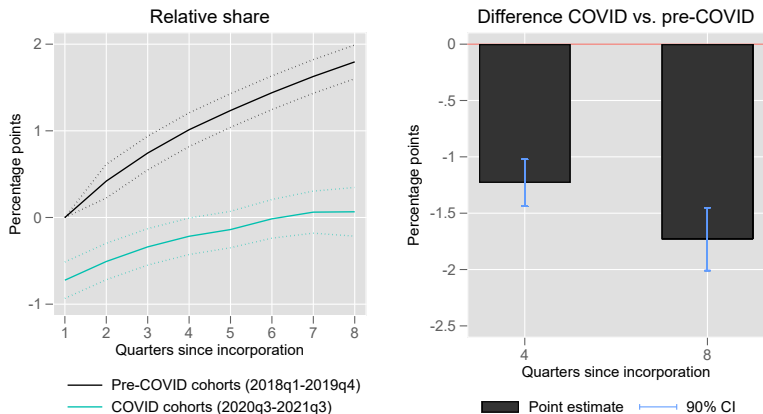 Relative share
Percentage points
2
1
0
-1
1 2 3 4 5 6 7 8
Quarters since incorporation
Pre-COVID cohorts (2018q1-2019q4)
COVID cohorts (2020q3-2021q3)
Difference COVID vs. pre-COVID
Percentage points
0
-.5
-1
-1.5
-2
-2.5
4 8
Quarters since incorporation
Point estimate 90% CI